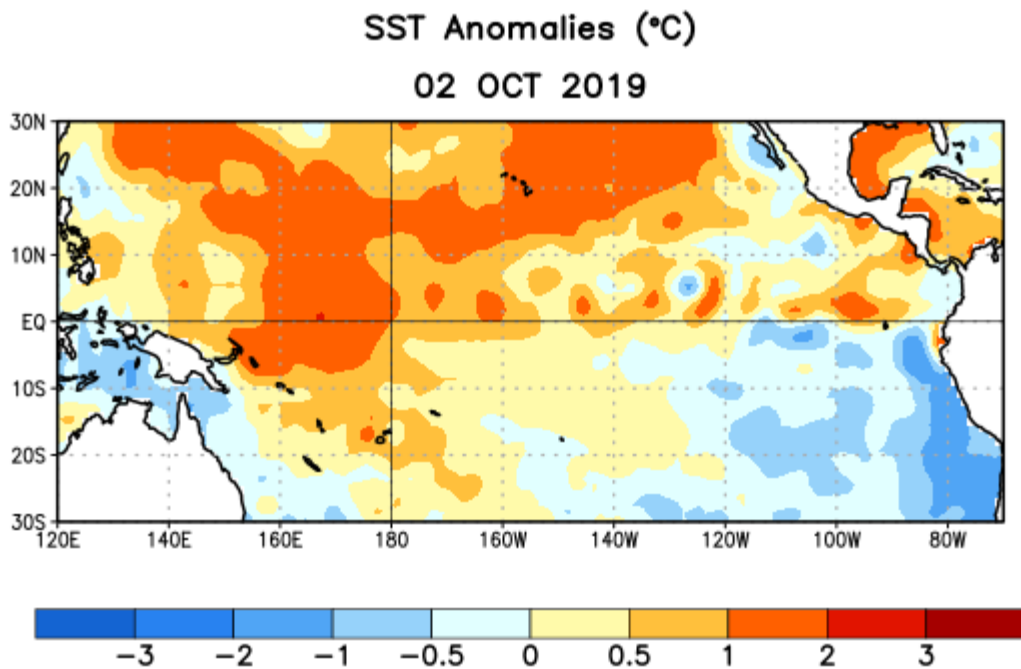 SST Anomalies (°C)
02 OCT 2019
30N
20N
10N
EQ
10S
20S
30S
120E 140E 160E 180 160W 140W 120W 100W 80W
-3 -2 -1 -0.5 0 0.5 1 2 3